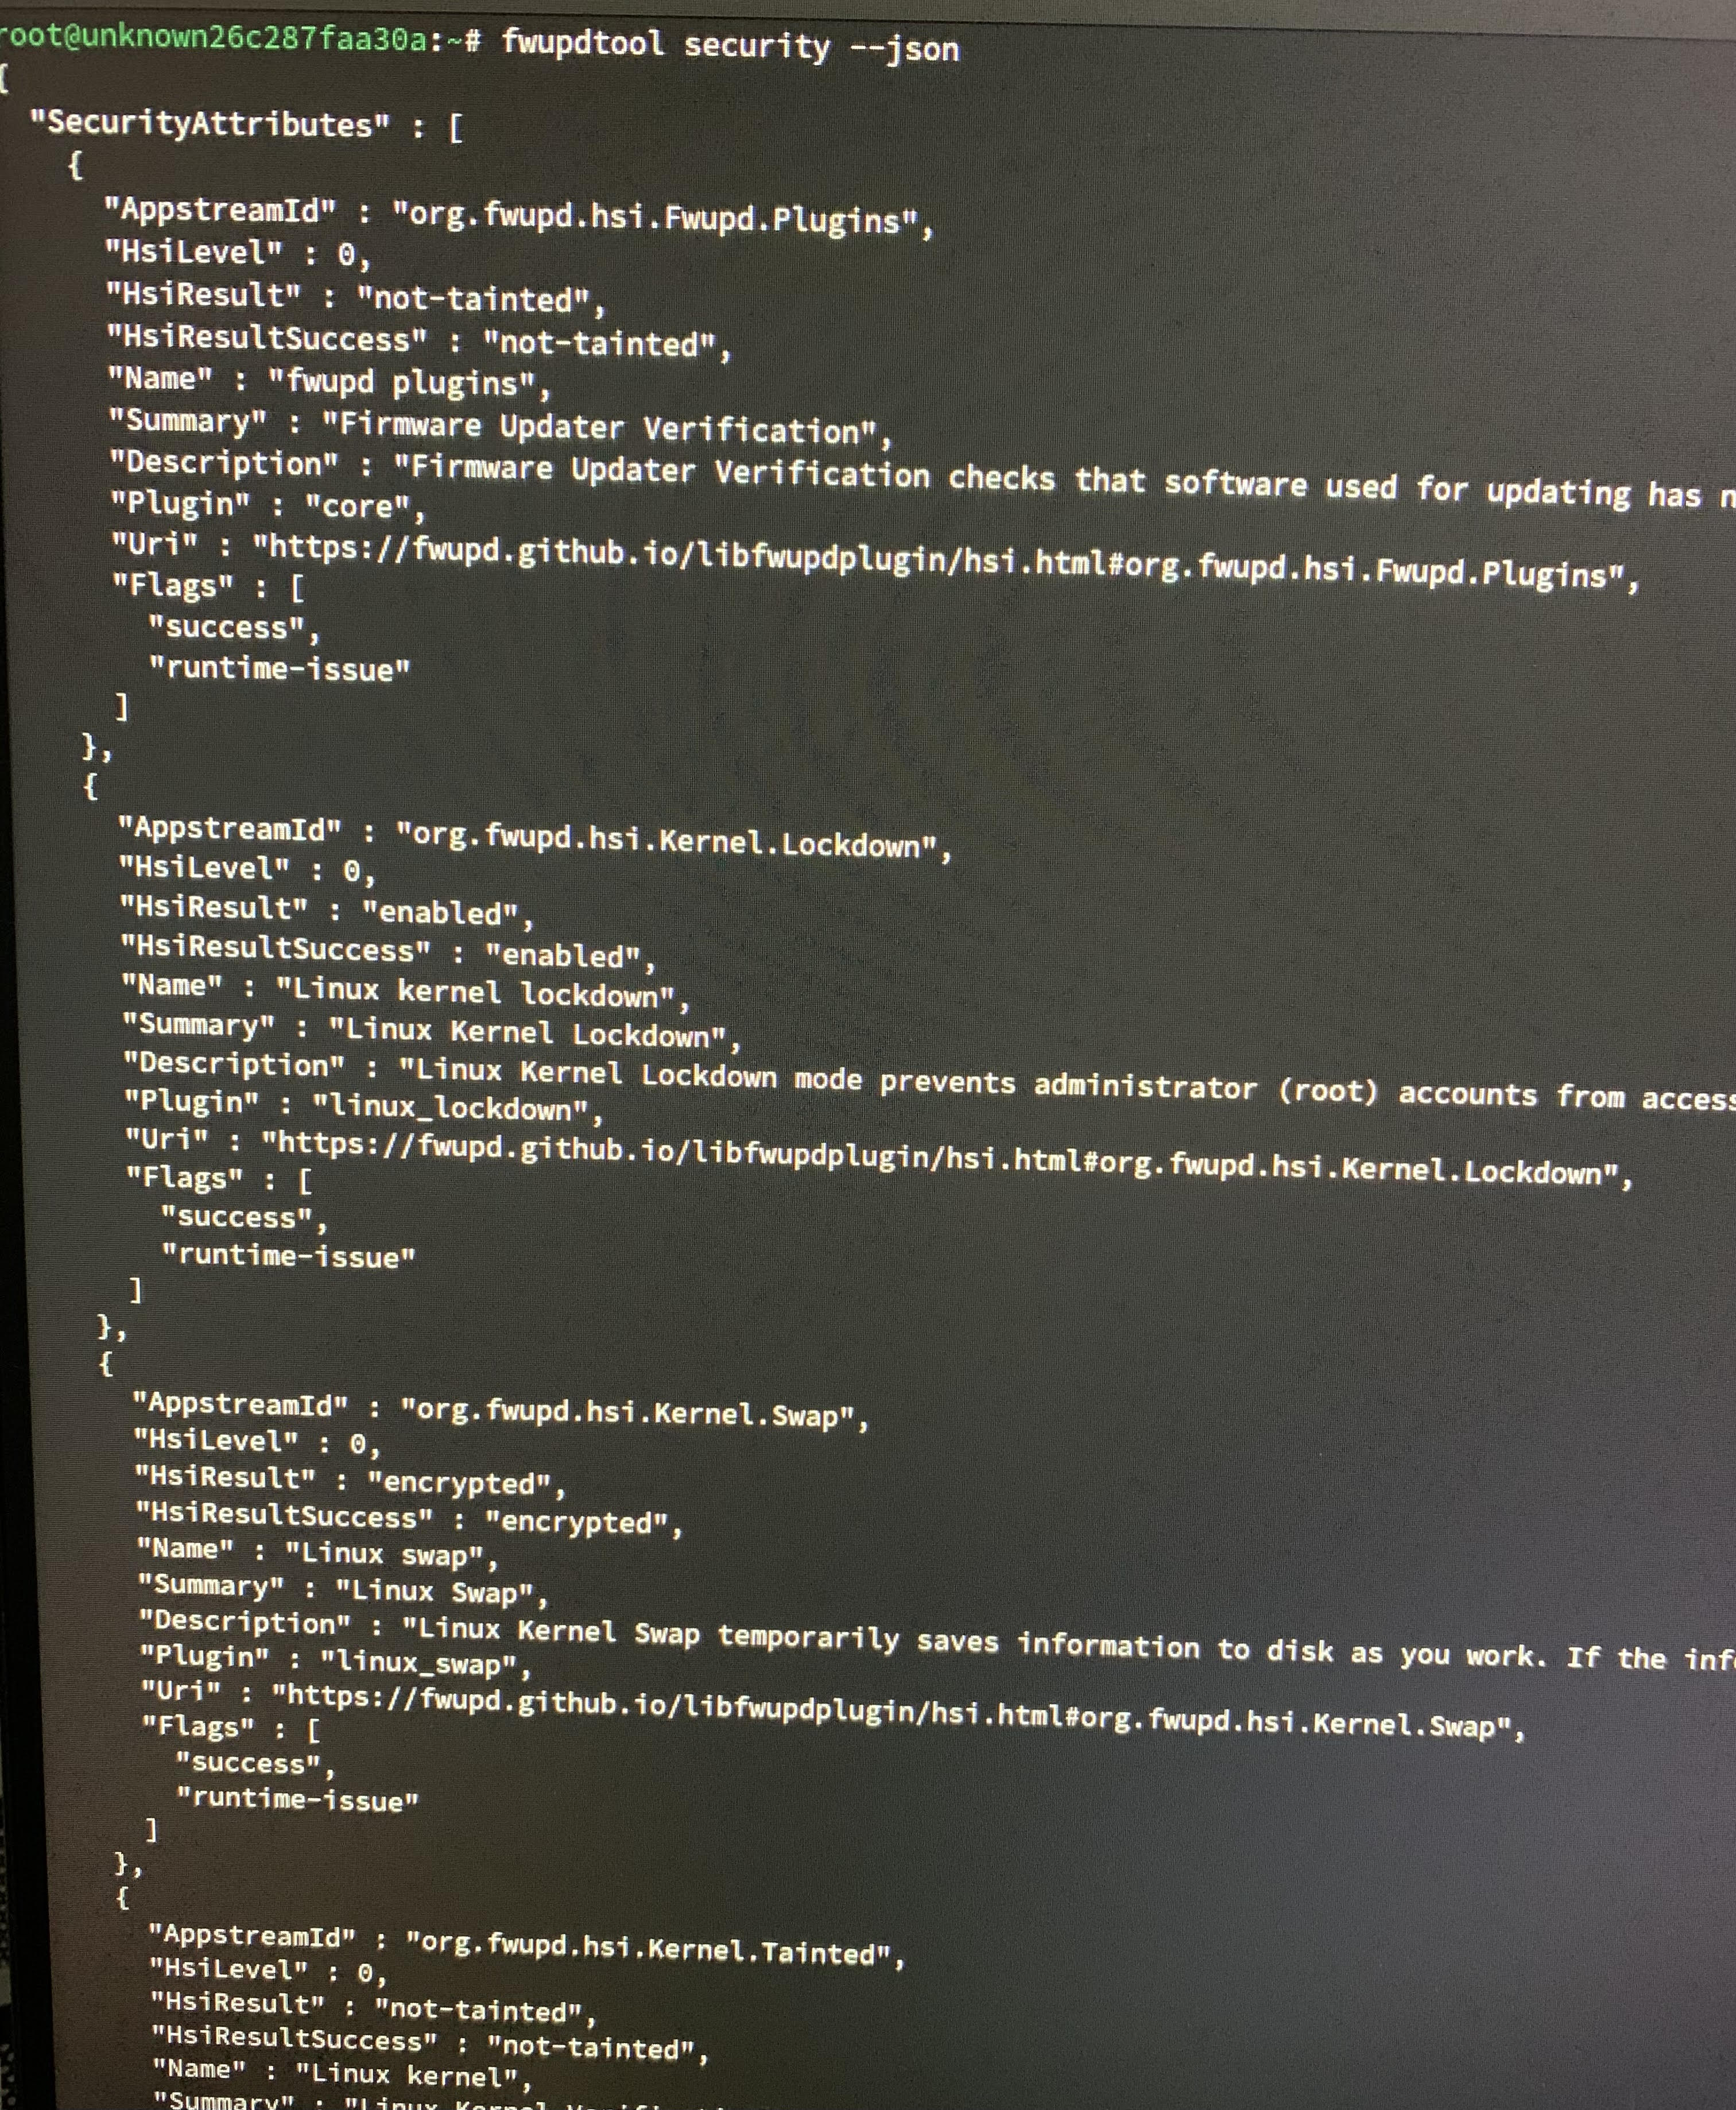 root@unknown26c287faa30a:~# fwupdtool security --json
{
"SecurityAttributes" : [
{
"AppstreamId" : "org.fwupd.hsi.Fwupd.Plugins",
"HsiLevel" : 0,
"HsiResult" : "not-tainted",
"HsiResultSuccess" : "not-tainted",
"Name" : "fwupd plugins",
"Summary" : "Firmware Updater Verification",
"Description" : "Firmware Updater Verification checks that software used for updating has n
"Plugin" : "core",
"Uri" : "https://fwupd.github.io/libfwupdplugin/hsi.html#org.fwupd.hsi.Fwupd.Plugins",
"Flags" : [
"success",
"runtime-issue"
]
},
{
"AppstreamId" : "org.fwupd.hsi.Kernel.Lockdown",
"HsiLevel" : 0,
"HsiResult" : "enabled",
"HsiResultSuccess" : "enabled",
"Name" : "Linux kernel lockdown",
"Summary" : "Linux Kernel Lockdown",
"Description" : "Linux Kernel Lockdown mode prevents administrator (root) accounts from access
"Plugin" : "linux_lockdown",
"Uri" : "https://fwupd.github.io/libfwupdplugin/hsi.html#org.fwupd.hsi.Kernel.Lockdown",
"Flags" : [
"success",
"runtime-issue"
]
},
{
"AppstreamId" : "org.fwupd.hsi.Kernel.Swap",
"HsiLevel" : 0,
"HsiResult" : "encrypted",
"HsiResultSuccess" : "encrypted",
"Name" : "Linux swap",
"Summary" : "Linux Swap",
"Description" : "Linux Kernel Swap temporarily saves information to disk as you work. If the inf
"Plugin" : "linux_swap",
"Uri" : "https://fwupd.github.io/libfwupdplugin/hsi.html#org.fwupd.hsi.Kernel.Swap",
"Flags" : [
"success",
"runtime-issue"
]
},
{
"AppstreamId" : "org.fwupd.hsi.Kernel.Tainted",
"HsiLevel" : 0,
"HsiResult" : "not-tainted",
"HsiResultSuccess" : "not-tainted",
"Name" : "Linux kernel",
"Summary" : "Linux Kernel